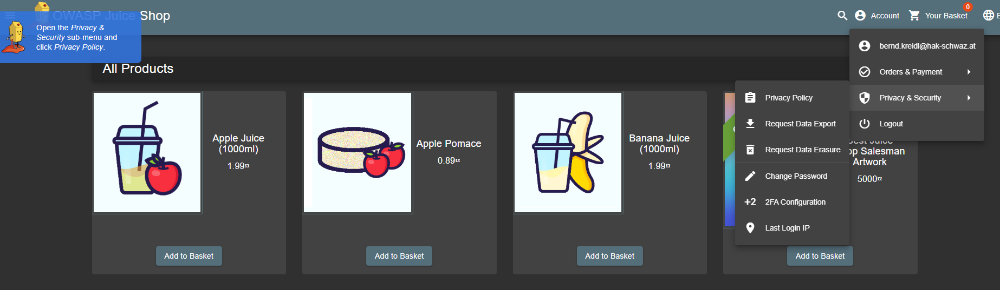 OWASP Juice Shop
Account
Your Basket
0
Open the Privacy &
Security sub-menu and
click Privacy Policy.
All Products
bernd.kreidl@hak-schwaz.at
Orders & Payment
Privacy & Security
Logout
Privacy Policy
Request Data Export
Request Data Erasure
Change Password
+2 2FA Configuration
Last Login IP
Apple Juice
(1000ml)
1.99¤
Add to Basket
Apple Pomace
0.89¤
Add to Basket
Banana Juice
(1000ml)
1.99¤
Add to Basket
Juice
Salesman
Artwork
5000¤
Add to Basket